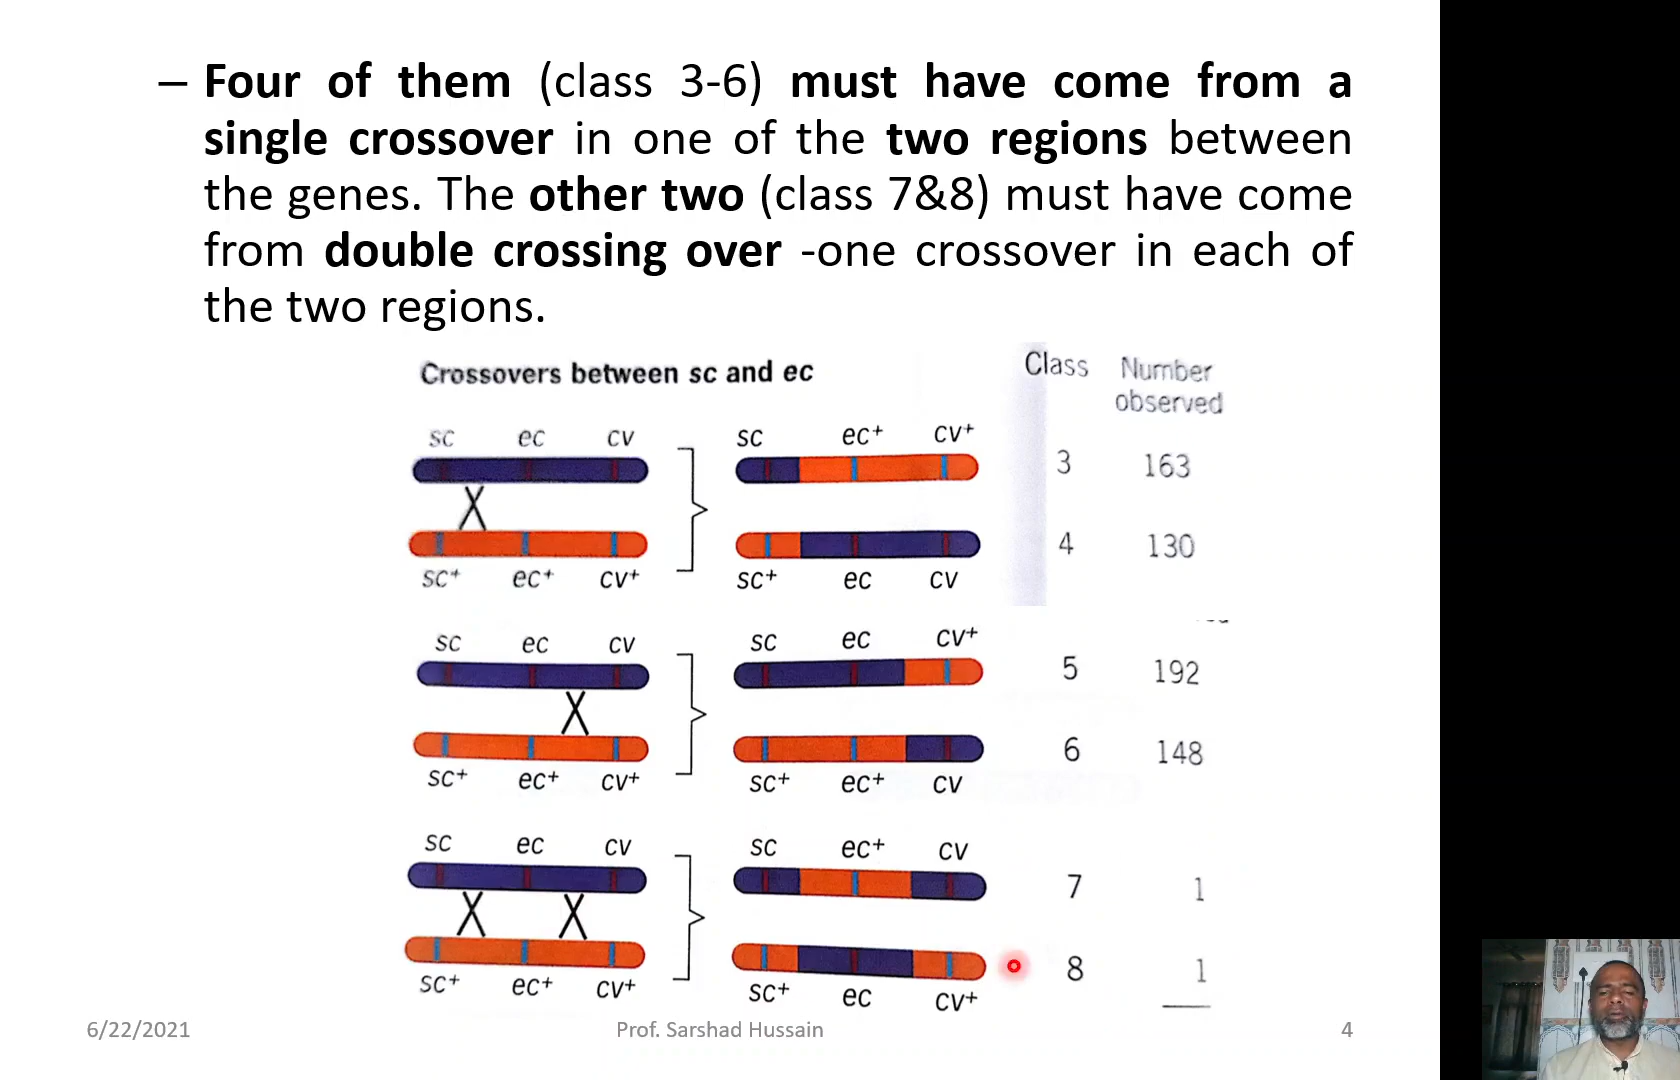 – Four of them (class 3-6) must have come from a
single crossover in one of the two regions between
the genes. The other two (class 7&8) must have come
from double crossing over -one crossover in each of
the two regions.
Crossovers between sc and ec
Class Number
observed
sc ec cv sc ec+ cv+
3 163
X
4 130
sc+ ec+ cv+ sc+ ec cv
sc ec cv sc ec cv+
5 192
X
6 148
sc+ ec+ cv+ sc+ ec+ cv
sc ec cv sc ec+ cv
7 1
X X
8 1
sc+ ec+ cv+ sc+ ec cv+
6/22/2021 Prof. Sarshad Hussain 4